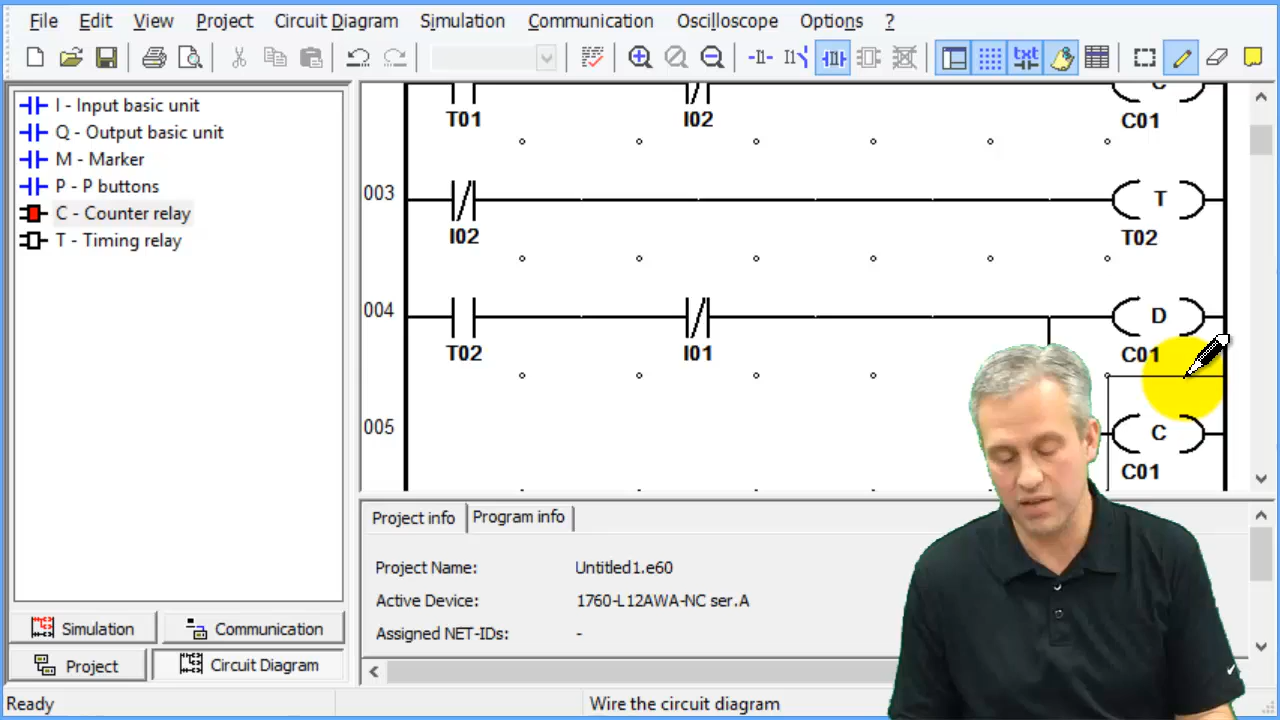 File Edit View Project Circuit Diagram Simulation Communication Oscilloscope Options ?
txt
I - Input basic unit
Q - Output basic unit
M - Marker
P - P buttons
C - Counter relay
T - Timing relay
T01 I02 C01
003 T
I02 T02
004 D
T02 I01 C01
005 C
C01
Project info Program info
Project Name: Untitled1.e60
Active Device: 1760-L12AWA-NC ser.A
Assigned NET-IDs: -
Simulation Communication
Project Circuit Diagram
Ready Wire the circuit diagram